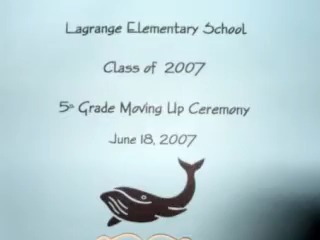 Lagrange Elementary School
Class of 2007
5th Grade Moving Up Ceremony
June 18, 2007